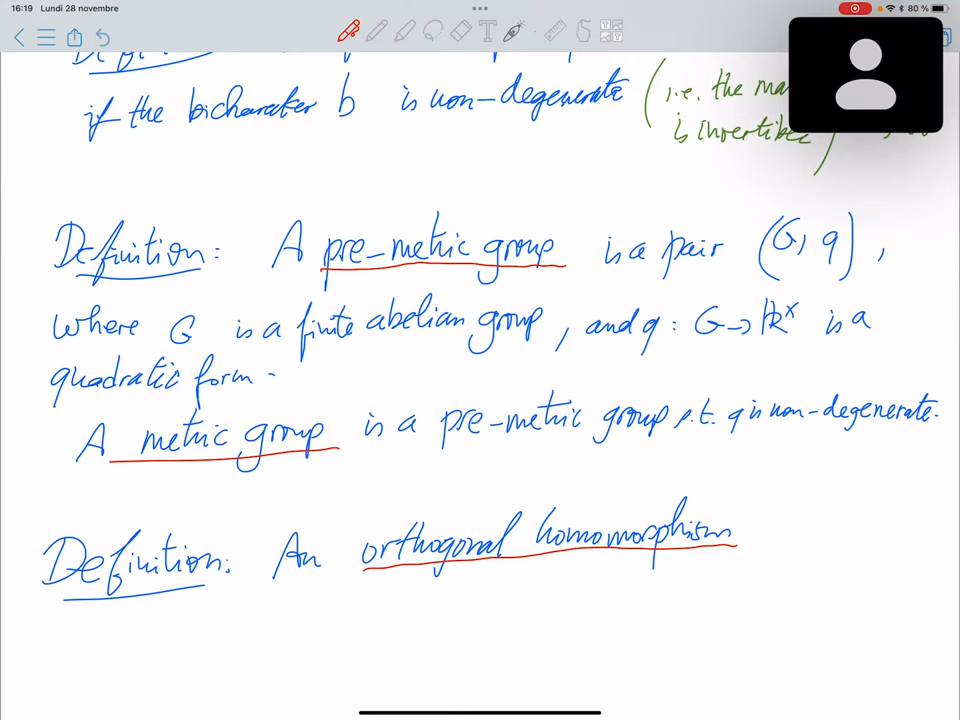 16:19 Lundi 28 novembre
80 %
if the bicharacter b is non-degenerate (i.e. the
is invertible)
Definition: A pre-metric group is a pair (G, q),
where G is a finite abelian group, and q : G → k^x is a
quadratic form.
A metric group is a pre-metric group s.t. q is non-degenerate.
Definition: An orthogonal homomorphism